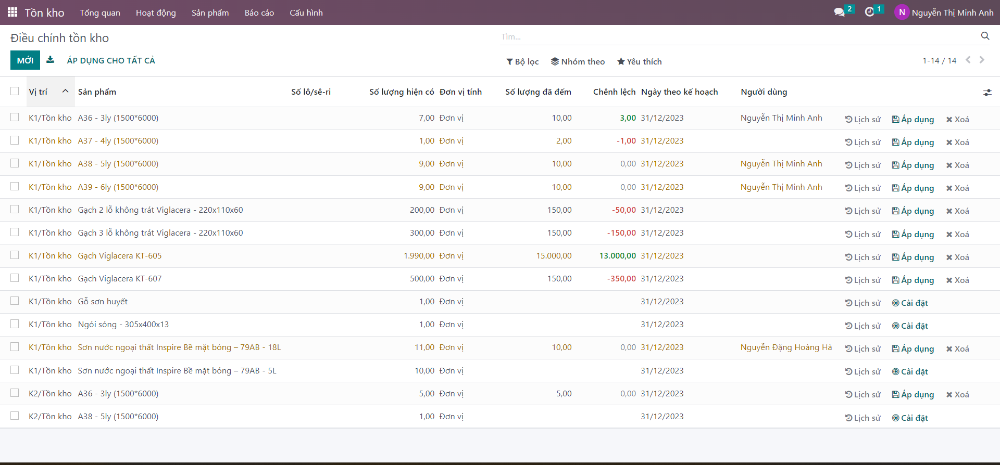 Tồn kho Tổng quan Hoạt động Sản phẩm Báo cáo Cấu hình 2 1 N Nguyễn Thị Minh Anh
Điều chỉnh tồn kho Tìm...
MỚI ÁP DỤNG CHO TẤT CẢ Bộ lọc Nhóm theo Yêu thích 1-14 / 14
Vị trí Sản phẩm Số lô/sê-ri Số lượng hiện có Đơn vị tính Số lượng đã đếm Chênh lệch Ngày theo kế hoạch Người dùng
K1/Tồn kho A36 - 3ly (1500*6000) 7,00 Đơn vị 10,00 3,00 31/12/2023 Nguyễn Thị Minh Anh Lịch sử Áp dụng Xoá
K1/Tồn kho A37 - 4ly (1500*6000) 1,00 Đơn vị 2,00 -1,00 31/12/2023 Lịch sử Áp dụng Xoá
K1/Tồn kho A38 - 5ly (1500*6000) 9,00 Đơn vị 10,00 0,00 31/12/2023 Nguyễn Thị Minh Anh Lịch sử Áp dụng Xoá
K1/Tồn kho A39 - 6ly (1500*6000) 9,00 Đơn vị 10,00 0,00 31/12/2023 Nguyễn Thị Minh Anh Lịch sử Áp dụng Xoá
K1/Tồn kho Gạch 2 lỗ không trát Viglacera - 220x110x60 200,00 Đơn vị 150,00 -50,00 31/12/2023 Lịch sử Áp dụng Xoá
K1/Tồn kho Gạch 3 lỗ không trát Viglacera - 220x110x60 300,00 Đơn vị 150,00 -150,00 31/12/2023 Lịch sử Áp dụng Xoá
K1/Tồn kho Gạch Viglacera KT-605 1.990,00 Đơn vị 15.000,00 13.000,00 31/12/2023 Lịch sử Áp dụng Xoá
K1/Tồn kho Gạch Viglacera KT-607 500,00 Đơn vị 150,00 -350,00 31/12/2023 Lịch sử Áp dụng Xoá
K1/Tồn kho Gỗ sơn huyết 1,00 Đơn vị 31/12/2023 Lịch sử Cài đặt
K1/Tồn kho Ngói sóng - 305x400x13 1,00 Đơn vị 31/12/2023 Lịch sử Cài đặt
K1/Tồn kho Sơn nước ngoại thất Inspire Bề mặt bóng – 79AB - 18L 11,00 Đơn vị 10,00 0,00 31/12/2023 Nguyễn Đặng Hoàng Hà Lịch sử Áp dụng Xoá
K1/Tồn kho Sơn nước ngoại thất Inspire Bề mặt bóng – 79AB - 5L 10,00 Đơn vị 31/12/2023 Lịch sử Cài đặt
K2/Tồn kho A36 - 3ly (1500*6000) 5,00 Đơn vị 5,00 0,00 31/12/2023 Lịch sử Áp dụng Xoá
K2/Tồn kho A38 - 5ly (1500*6000) 1,00 Đơn vị 31/12/2023 Lịch sử Cài đặt